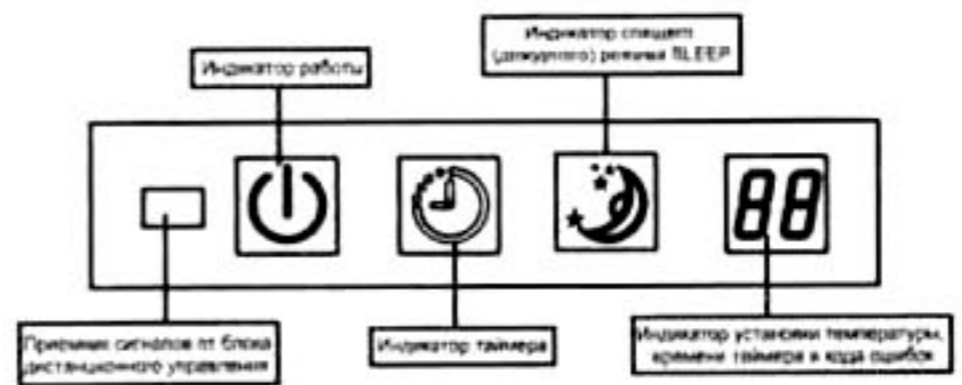 Индикатор спящего
(дежурного) режима SLEEP
Индикатор работы
88
Приемник сигналов от блока
дистанционного управления
Индикатор таймера
Индикатор установки температуры,
времени таймера и кода ошибок